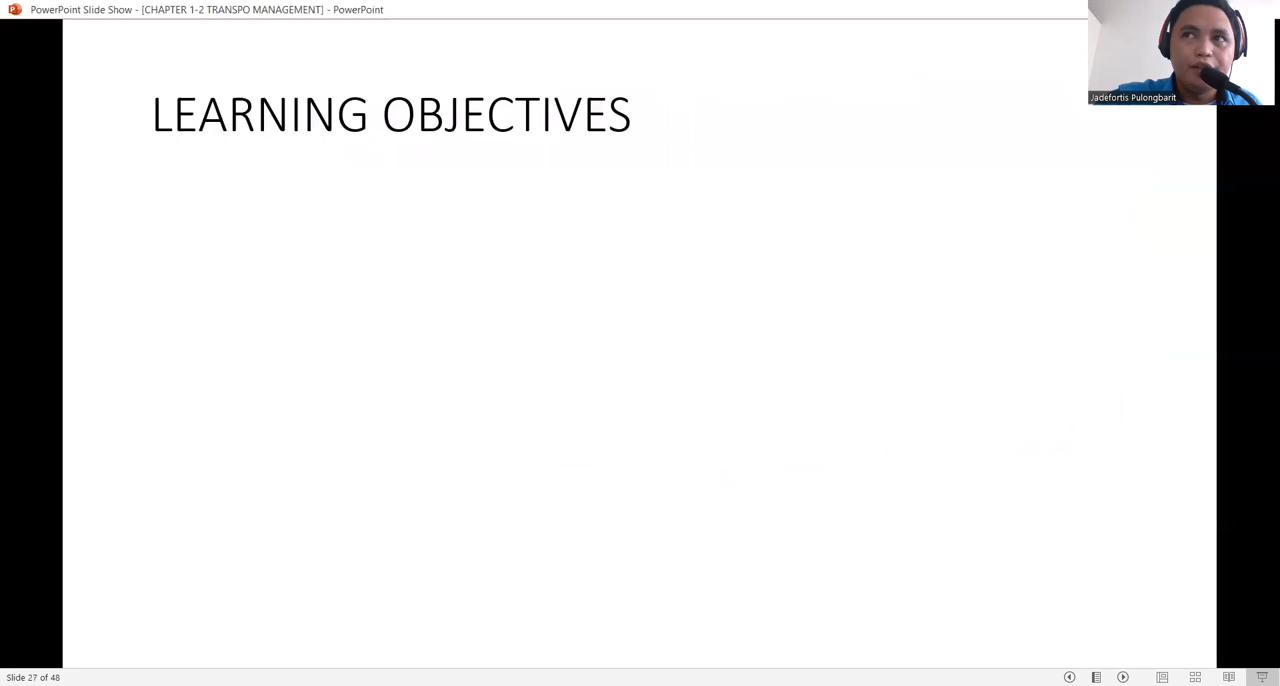 PowerPoint Slide Show - [CHAPTER 1-2 TRANSPO MANAGEMENT] - PowerPoint
Jadefortis Pulongbarit
LEARNING OBJECTIVES
Slide 27 of 48